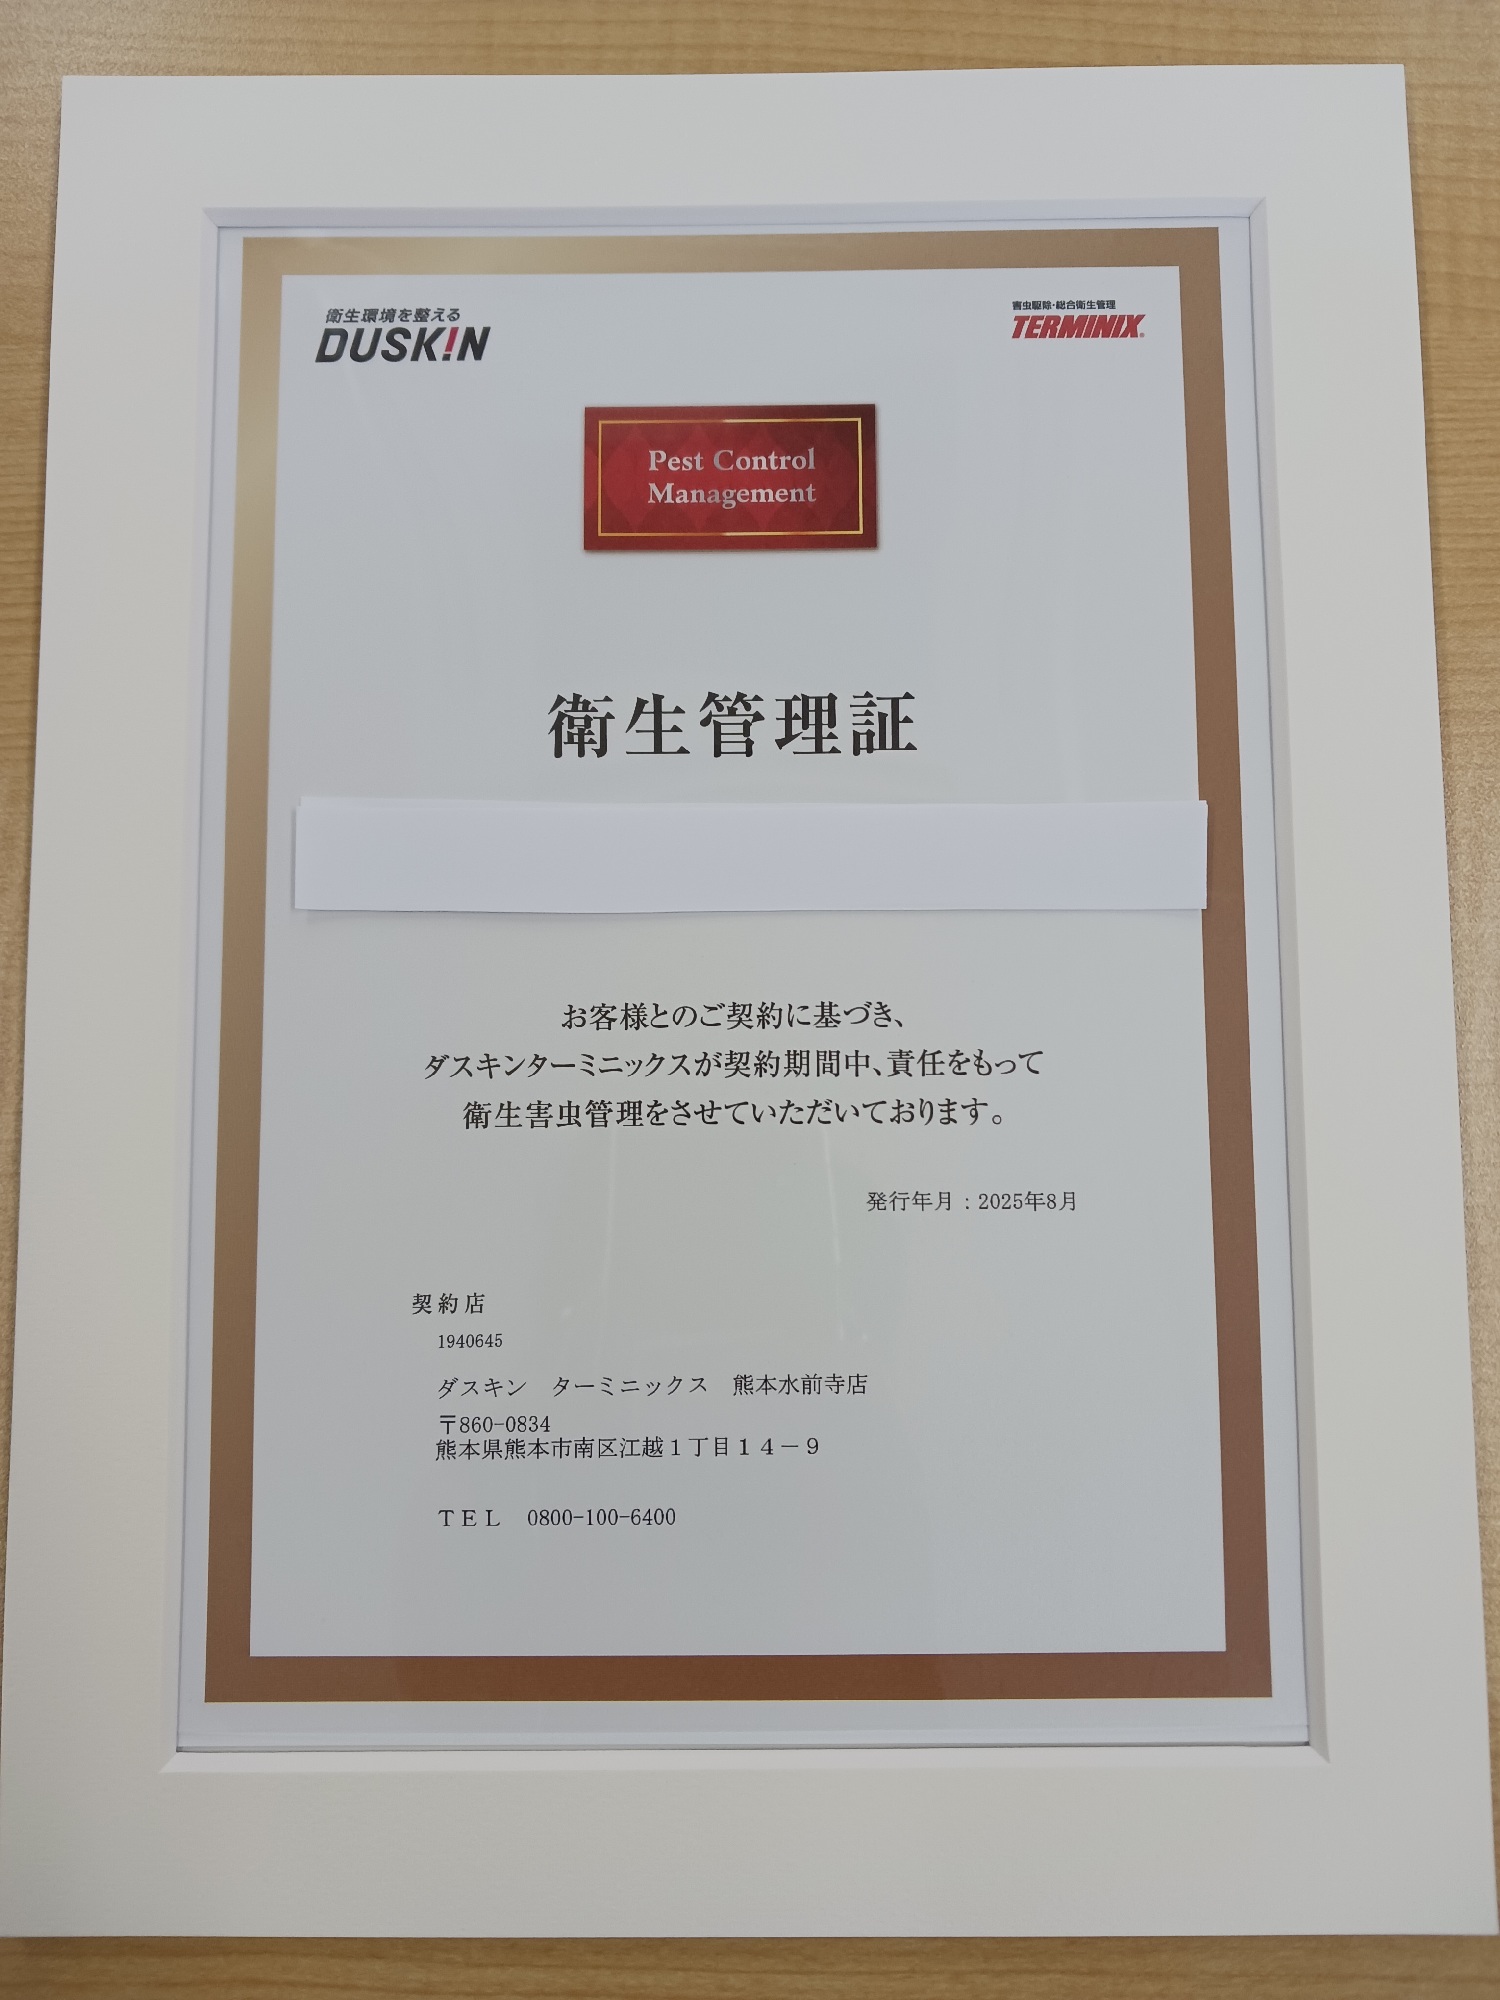 衛生環境を整える
DUSK!N
害虫駆除・総合衛生管理
TERMINIX®
Pest Control
Management
衛生管理証
お客様とのご契約に基づき、
ダスキンターミニックスが契約期間中、責任をもって
衛生害虫管理をさせていただいております。
発行年月：2025年8月
契約店
1940645
ダスキン　ターミニックス　熊本水前寺店
〒860-0834
熊本県熊本市南区江越１丁目１４－９
ＴＥＬ　0800-100-6400